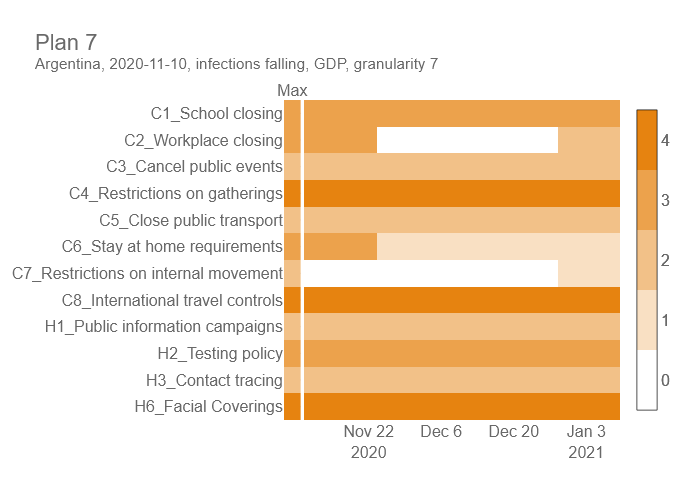 Plan 7
Argentina, 2020-11-10, infections falling, GDP, granularity 7
Max
C1_School closing
C2_Workplace closing
C3_Cancel public events
C4_Restrictions on gatherings
C5_Close public transport
C6_Stay at home requirements
C7_Restrictions on internal movement
C8_International travel controls
H1_Public information campaigns
H2_Testing policy
H3_Contact tracing
H6_Facial Coverings
Nov 22 Dec 6 Dec 20 Jan 3
2020 2021
4
3
2
1
0